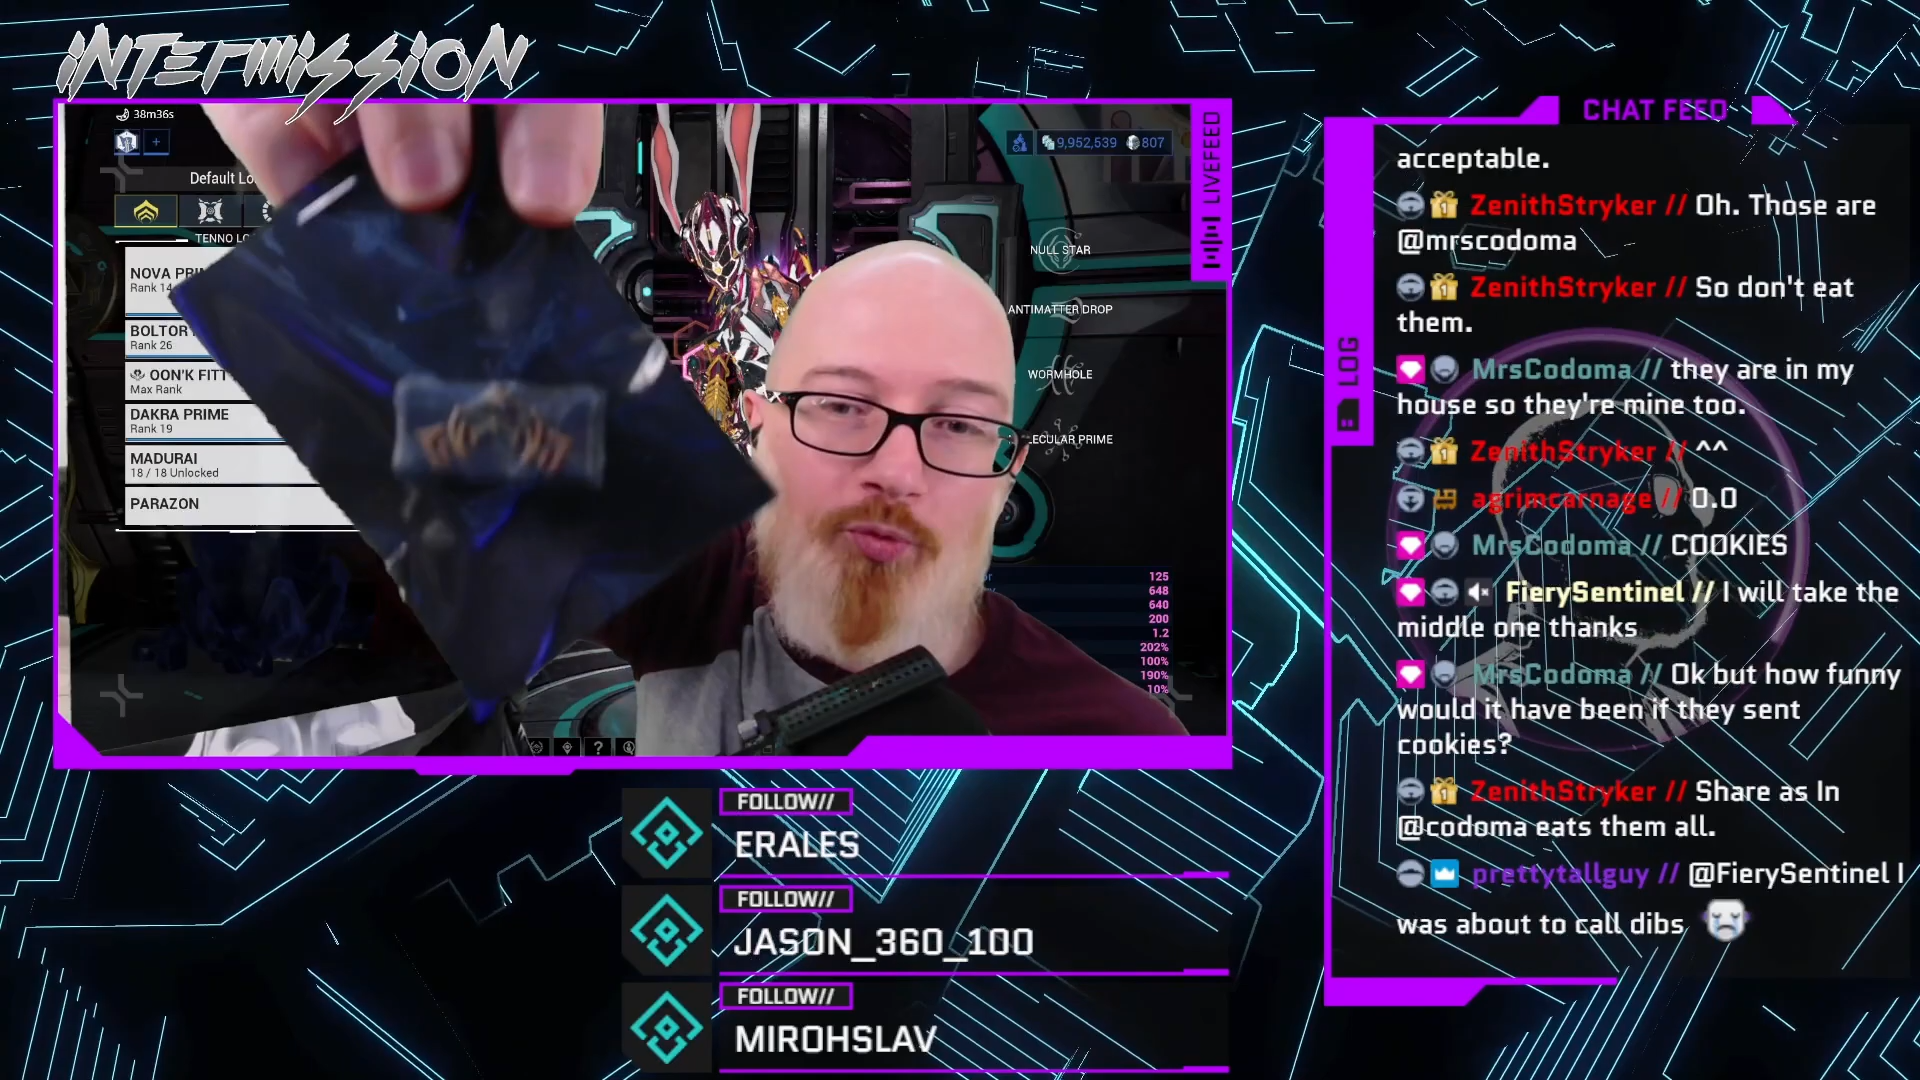 INTERMISSION
38m36s
9,952,539
807
LIVEFEED
Default Lo
TENNO LO
NOVA PRI
Rank 14
BOLTOR
Rank 26
OON'K FITT
Max Rank
DAKRA PRIME
Rank 19
MADURAI
18 / 18 Unlocked
PARAZON
NULL STAR
ANTIMATTER DROP
WORMHOLE
LECULAR PRIME
125
648
640
200
1.2
202%
100%
190%
10%
FOLLOW//
ERALES
FOLLOW//
JASON_360_100
FOLLOW//
MIROHSLAV
CHAT FEED
LOG
acceptable.
ZenithStryker // Oh. Those are
@mrscodoma
ZenithStryker // So don't eat
them.
MrsCodoma // they are in my
house so they're mine too.
ZenithStryker // ^^
agrimcarnage // O.O
MrsCodoma // COOKIES
FierySentinel // I will take the
middle one thanks
MrsCodoma // Ok but how funny
would it have been if they sent
cookies?
ZenithStryker // Share as In
@codoma eats them all.
prettytallguy // @FierySentinel I
was about to call dibs